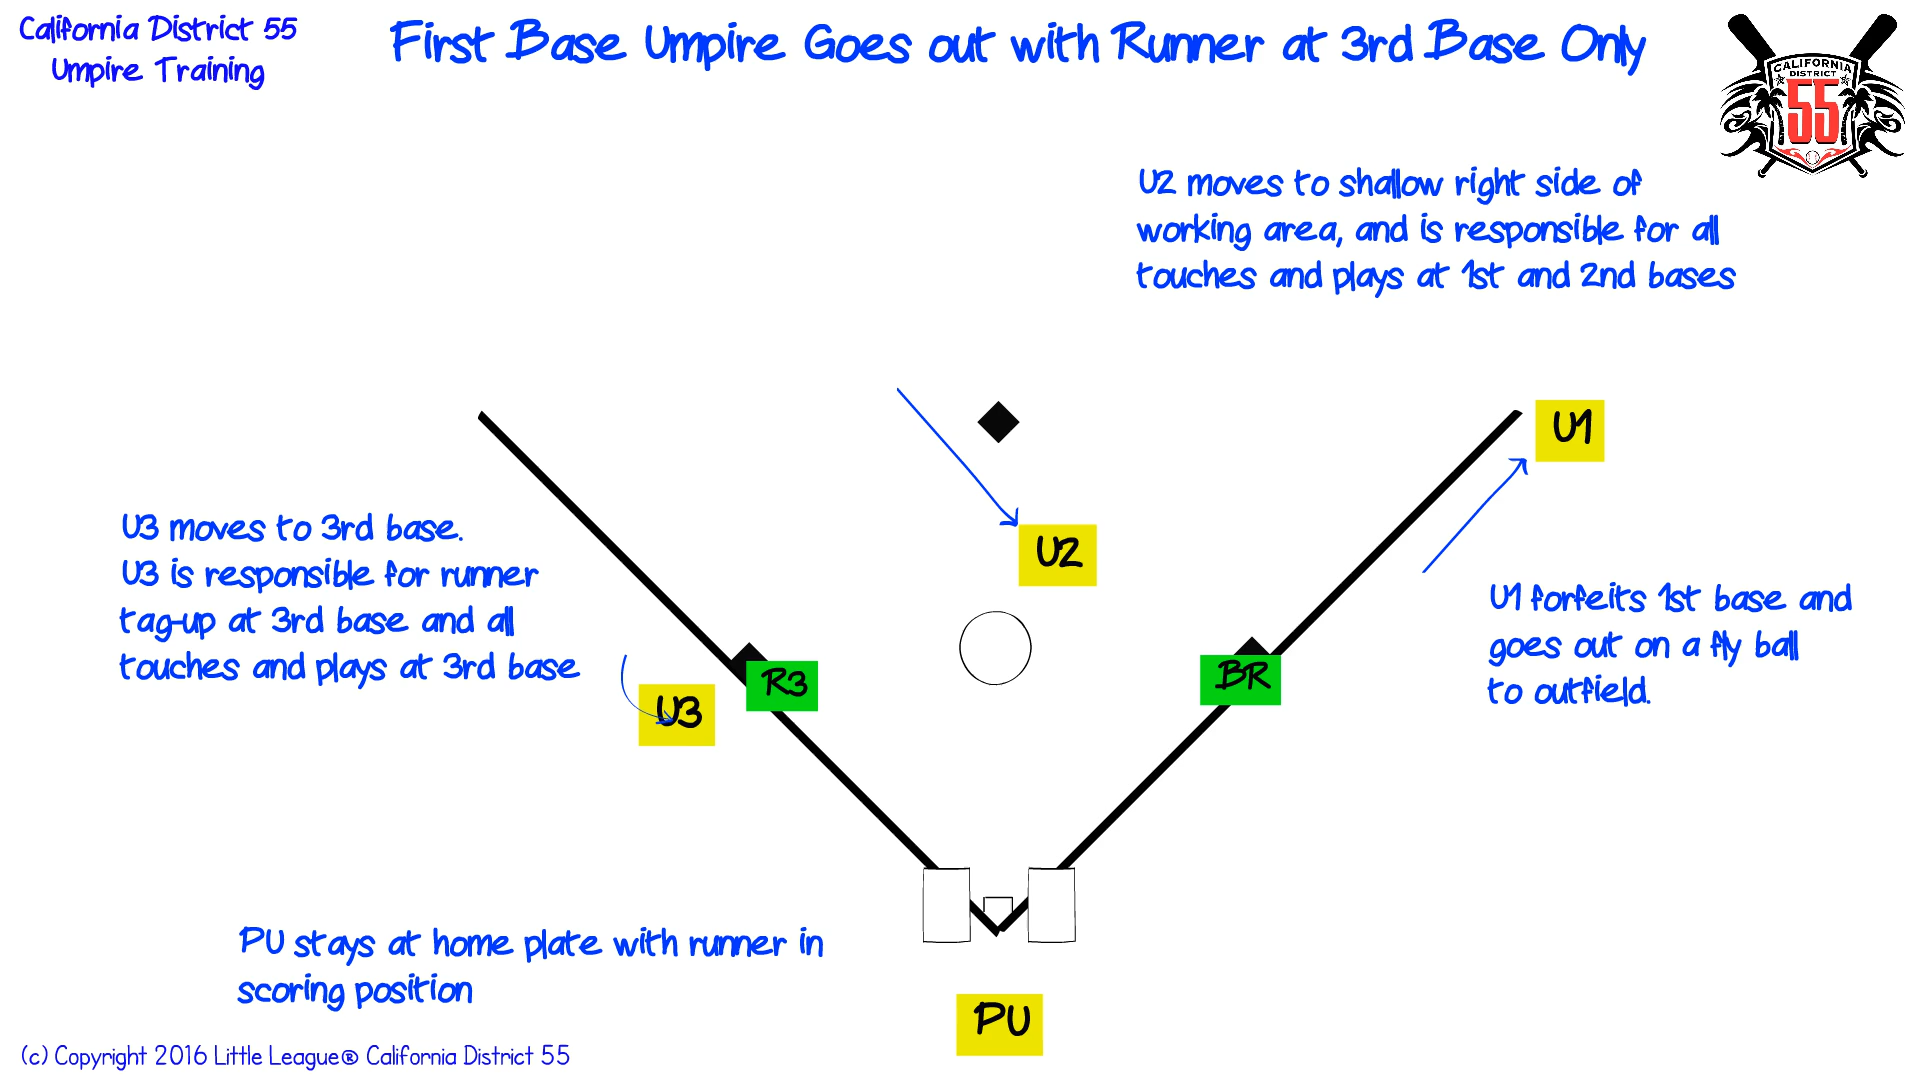 California District 55
Umpire Training
First Base Umpire Goes out with Runner at 3rd Base Only
CALIFORNIA
DISTRICT
55
U2 moves to shallow right side of
working area, and is responsible for all
touches and plays at 1st and 2nd bases
U1
U2
U3 moves to 3rd base.
U3 is responsible for runner
tag-up at 3rd base and all
touches and plays at 3rd base
U1 forfeits 1st base and
goes out on a fly ball
to outfield.
R3
BR
U3
PU stays at home plate with runner in
scoring position
PU
(c) Copyright 2016 Little League® California District 55